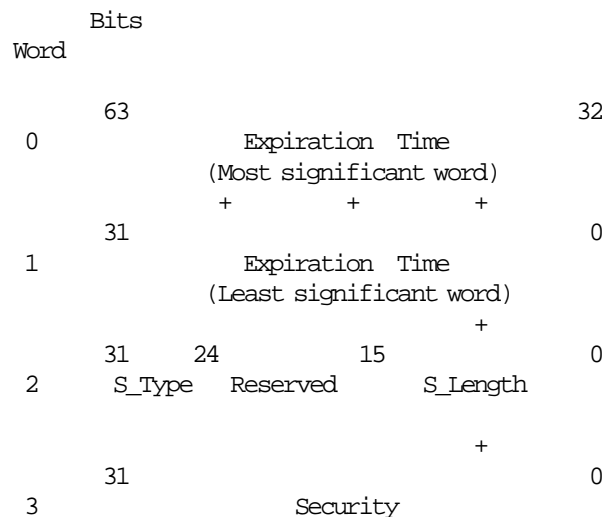 Bits
Word
63 32
0 Expiration Time
(Most significant word)
+ + +
31 0
1 Expiration Time
(Least significant word)
+
31 24 15 0
2 S_Type Reserved S_Length
+
31 0
3 Security